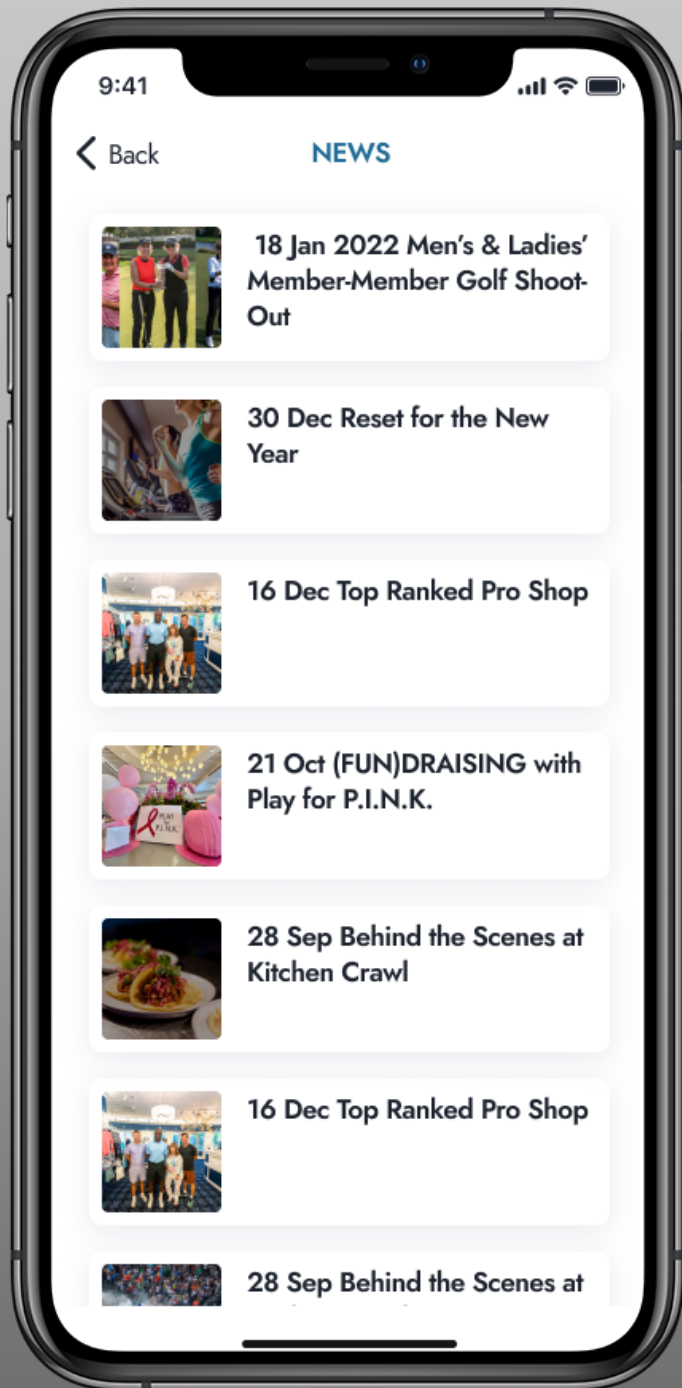 9:41
Back
NEWS
18 Jan 2022 Men’s & Ladies’
Member-Member Golf Shoot-
Out
30 Dec Reset for the New
Year
16 Dec Top Ranked Pro Shop
21 Oct (FUN)DRAISING with
Play for P.I.N.K.
PLAY
for
P.I.N.K.
28 Sep Behind the Scenes at
Kitchen Crawl
16 Dec Top Ranked Pro Shop
28 Sep Behind the Scenes at